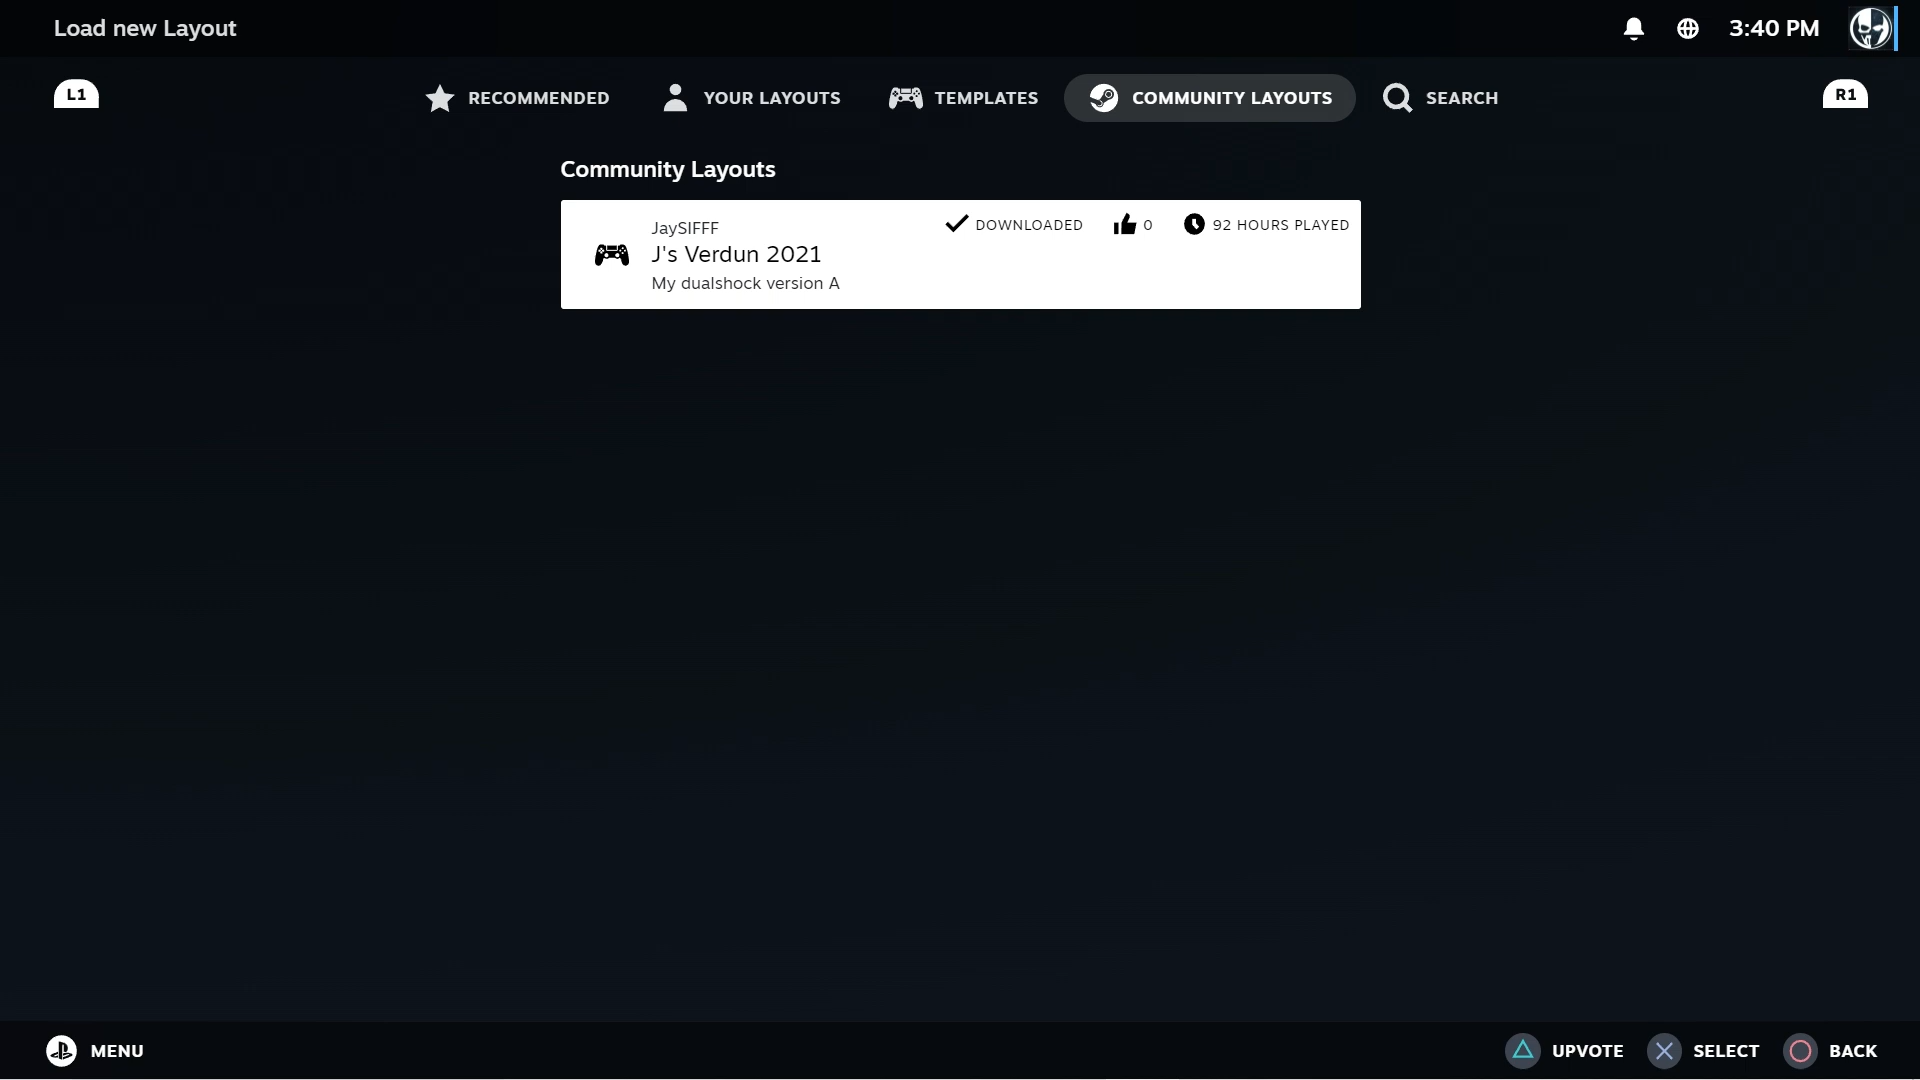 Load new Layout
3:40 PM
L1
RECOMMENDED
YOUR LAYOUTS
TEMPLATES
COMMUNITY LAYOUTS
SEARCH
R1
Community Layouts
JaySIFFF
DOWNLOADED
0
92 HOURS PLAYED
J's Verdun 2021
My dualshock version A
MENU
UPVOTE
SELECT
BACK